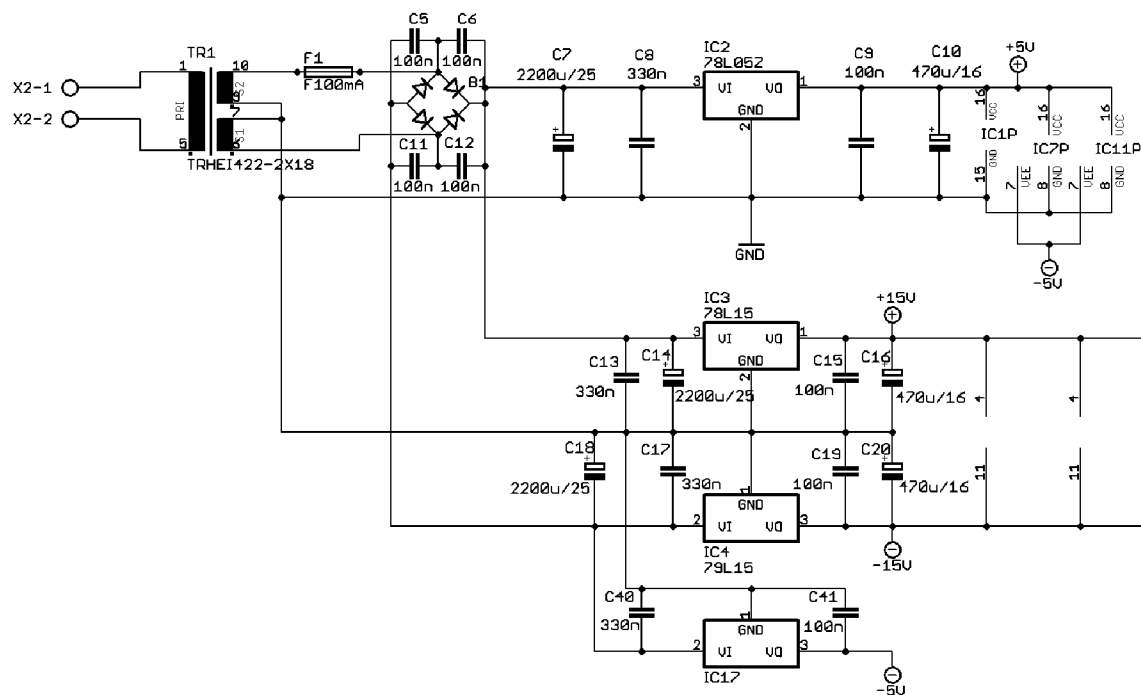 C5 C6
100n 100n
TR1
1 10
X2-1
X2-2
PRI
S2
6
7
S1
5
TRHEI422-2X18
F1
F100mA
B1
C11 C12
100n 100n
C7
2200u/25
+
C8
330n
IC2
78L05Z
3 VI VO 1
GND
2
C9
100n
C10
470u/16
+
+5V
16 VCC
IC1P
15 GND
16 VCC
IC7P
7 VEE
8 GND
16 VCC
IC11P
7 VEE
8 GND
-5V
GND
IC3
78L15
3 VI VO 1
GND
2
+15V
C13
330n
C14
2200u/25
+
C15
100n
C16
470u/16
+
4 4
C18
2200u/25
+
C17
330n
C19
100n
C20
470u/16
+
11 11
1
GND
2 VI VO 3
IC4
79L15
-15V
C40
330n
1
GND
2 VI VO 3
IC17
C41
100n
-5V